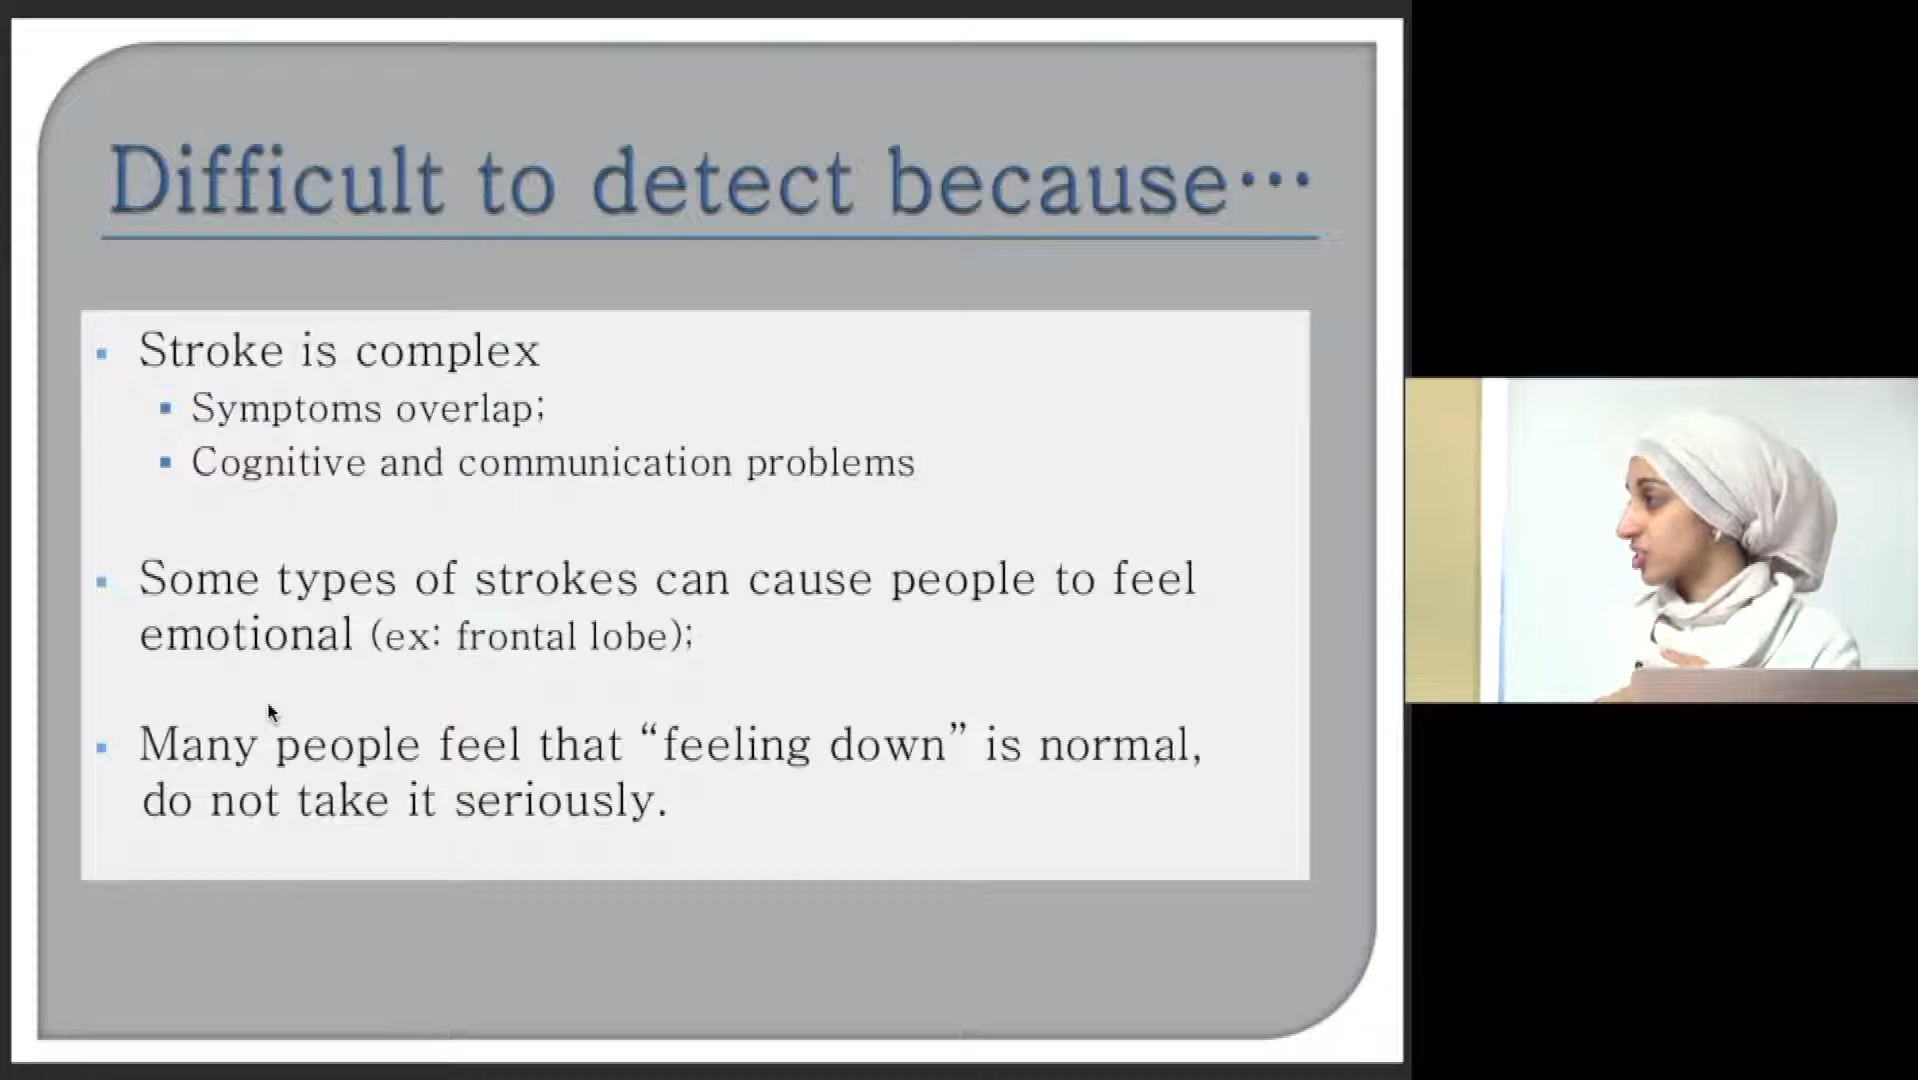 Difficult to detect because…
Stroke is complex
Symptoms overlap;
Cognitive and communication problems
Some types of strokes can cause people to feel
emotional (ex: frontal lobe);
Many people feel that “feeling down” is normal,
do not take it seriously.